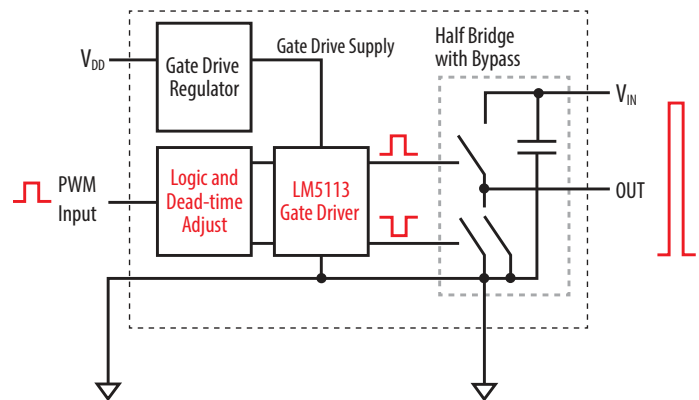 Half Bridge
with Bypass
Gate Drive Supply
VDD
Gate Drive
Regulator
VIN
PWM
Input
Logic and
Dead-time
Adjust
LM5113
Gate Driver
OUT